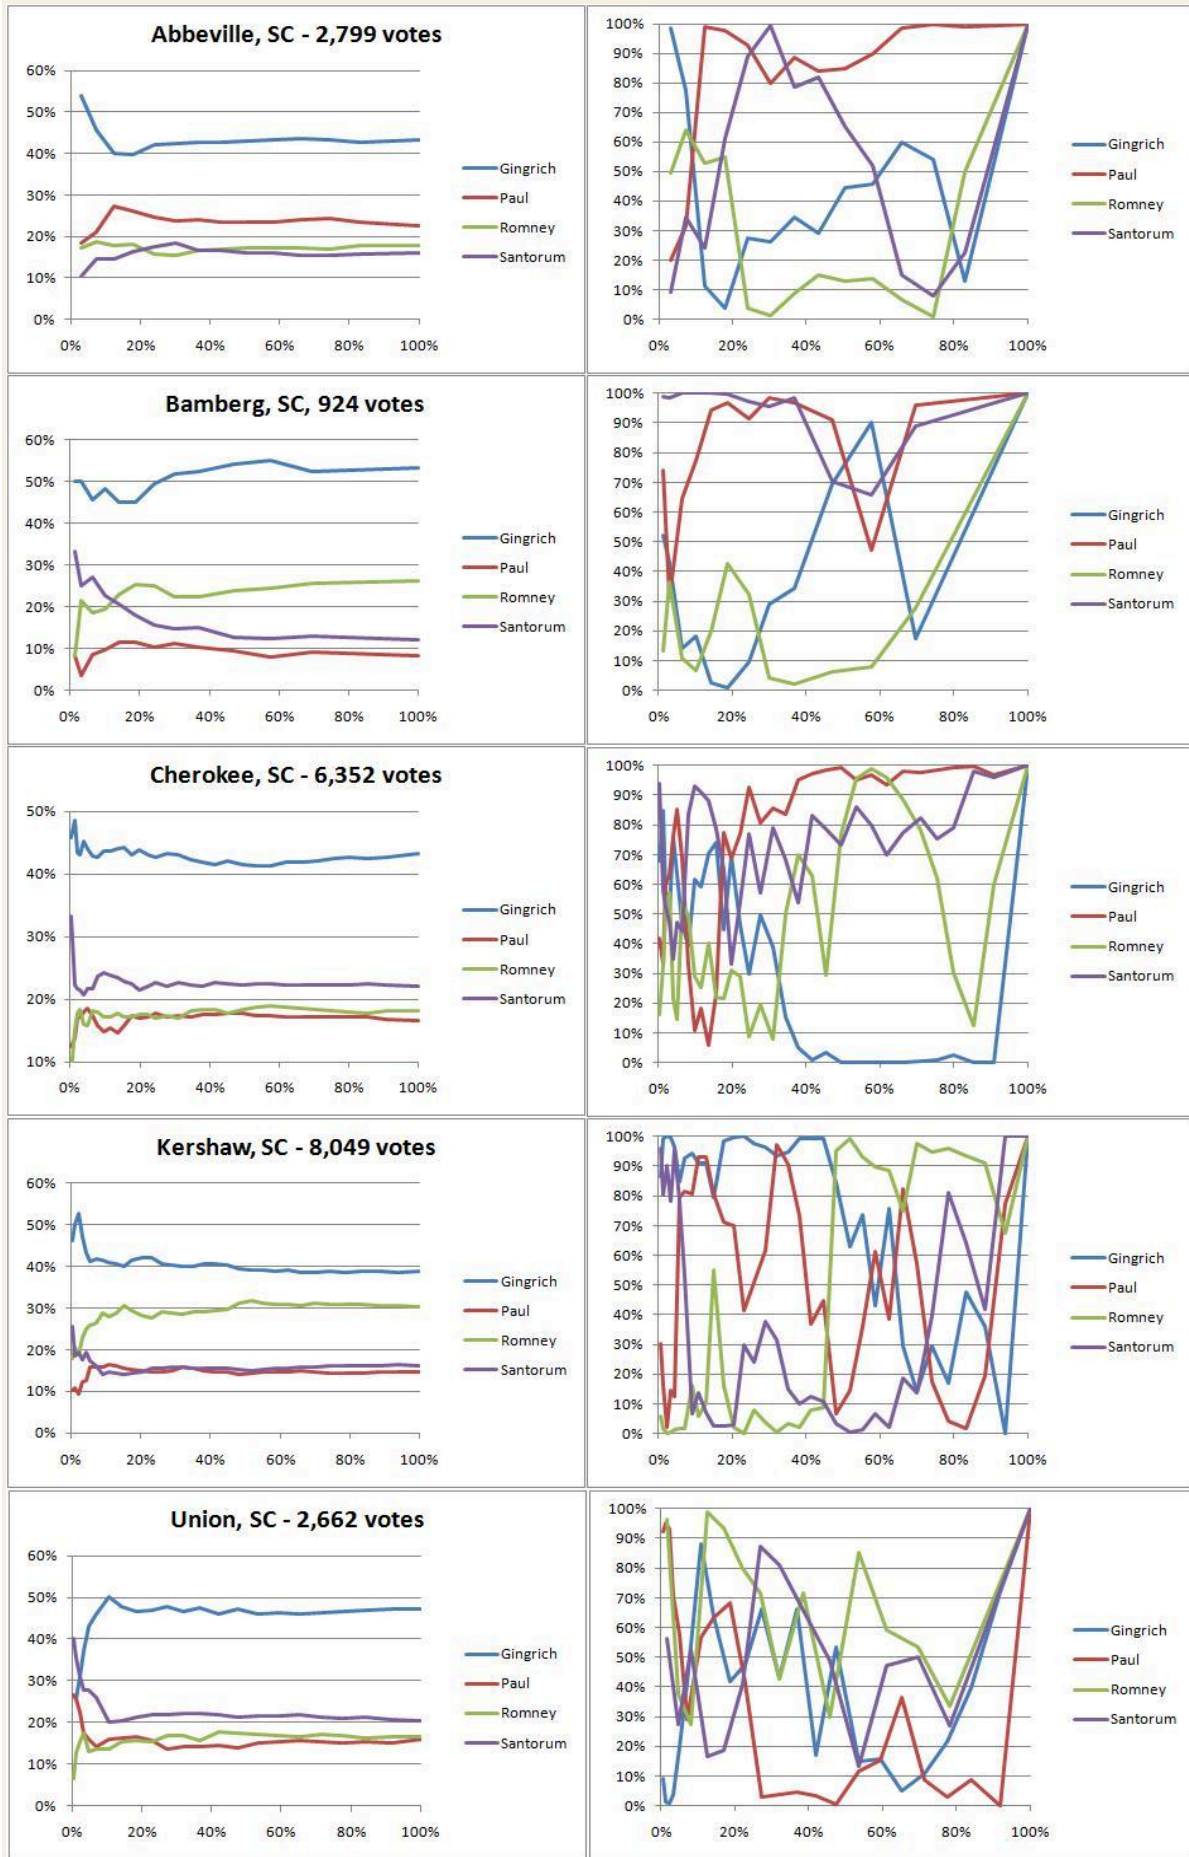 Abbeville, SC - 2,799 votes
60%
50%
40%
30%
20%
10%
0%
0% 20% 40% 60% 80% 100%
Gingrich
Paul
Romney
Santorum
100%
90%
80%
70%
60%
50%
40%
30%
20%
10%
0%
0% 20% 40% 60% 80% 100%
Gingrich
Paul
Romney
Santorum
Bamberg, SC, 924 votes
60%
50%
40%
30%
20%
10%
0%
0% 20% 40% 60% 80% 100%
Gingrich
Paul
Romney
Santorum
100%
90%
80%
70%
60%
50%
40%
30%
20%
10%
0%
0% 20% 40% 60% 80% 100%
Gingrich
Paul
Romney
Santorum
Cherokee, SC - 6,352 votes
50%
40%
30%
20%
10%
0% 20% 40% 60% 80% 100%
Gingrich
Paul
Romney
Santorum
100%
90%
80%
70%
60%
50%
40%
30%
20%
10%
0%
0% 20% 40% 60% 80% 100%
Gingrich
Paul
Romney
Santorum
Kershaw, SC - 8,049 votes
60%
50%
40%
30%
20%
10%
0%
0% 20% 40% 60% 80% 100%
Gingrich
Paul
Romney
Santorum
100%
90%
80%
70%
60%
50%
40%
30%
20%
10%
0%
0% 20% 40% 60% 80% 100%
Gingrich
Paul
Romney
Santorum
Union, SC - 2,662 votes
60%
50%
40%
30%
20%
10%
0%
0% 20% 40% 60% 80% 100%
Gingrich
Paul
Romney
Santorum
100%
90%
80%
70%
60%
50%
40%
30%
20%
10%
0%
0% 20% 40% 60% 80% 100%
Gingrich
Paul
Romney
Santorum